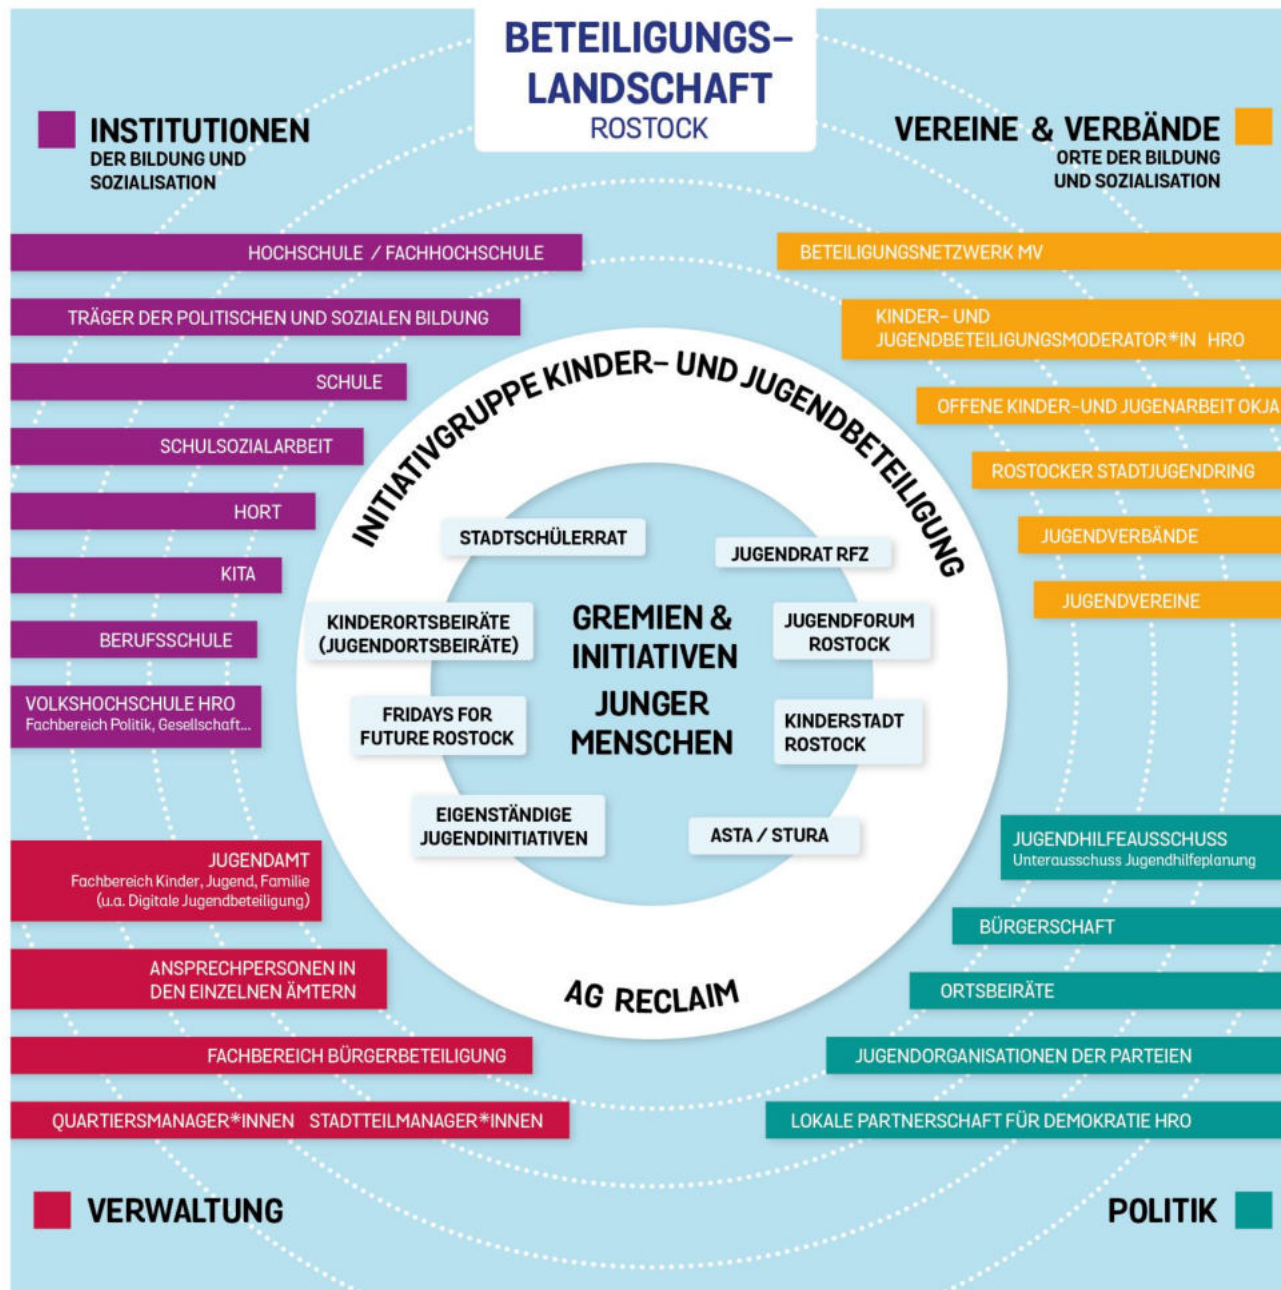 BETEILIGUNGS-
LANDSCHAFT
ROSTOCK
INSTITUTIONEN
DER BILDUNG UND
SOZIALISATION
VEREINE & VERBÄNDE
ORTE DER BILDUNG
UND SOZIALISATION
HOCHSCHULE / FACHHOCHSCHULE
TRÄGER DER POLITISCHEN UND SOZIALEN BILDUNG
SCHULE
SCHULSOZIALARBEIT
HORT
KITA
BERUFSSCHULE
VOLKSHOCHSCHULE HRO
Fachbereich Politik, Gesellschaft...
BETEILIGUNGSNETZWERK MV
KINDER- UND
JUGENDBETEILIGUNGSMODERATOR*IN HRO
OFFENE KINDER-UND JUGENARBEIT OKJA
ROSTOCKER STADTJUGENDRING
JUGENDVERBÄNDE
JUGENDVEREINE
INITIATIVGRUPPE KINDER- UND JUGENDBETEILIGUNG
STADTSCHÜLERRAT
JUGENDRAT RFZ
KINDERORTSBEIRÄTE
(JUGENDORTSBEIRÄTE)
GREMIEN &
INITIATIVEN
JUNGER
MENSCHEN
JUGENDFORUM
ROSTOCK
FRIDAYS FOR
FUTURE ROSTOCK
KINDERSTADT
ROSTOCK
EIGENSTÄNDIGE
JUGENDINITIATIVEN
ASTA / STURA
AG RECLAIM
JUGENDAMT
Fachbereich Kinder, Jugend, Familie
(u.a. Digitale Jugendbeteiligung)
ANSPRECHPERSONEN IN
DEN EINZELNEN ÄMTERN
FACHBEREICH BÜRGERBETEILIGUNG
QUARTIERSMANAGER*INNEN STADTTEILMANAGER*INNEN
VERWALTUNG
JUGENDHILFEAUSSCHUSS
Unterausschuss Jugendhilfeplanung
BÜRGERSCHAFT
ORTSBEIRÄTE
JUGENDORGANISATIONEN DER PARTEIEN
LOKALE PARTNERSCHAFT FÜR DEMOKRATIE HRO
POLITIK